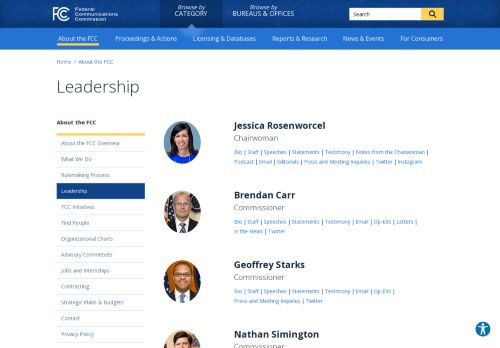 FCC
Federal
Communications
Commission
Browse by
CATEGORY
Browse by
BUREAUS & OFFICES
Search
About the FCC
Proceedings & Actions
Licensing & Databases
Reports & Research
News & Events
For Consumers
Home / About the FCC
Leadership
About the FCC
About the FCC Overview
What We Do
Rulemaking Process
Leadership
FCC Initiatives
Find People
Organizational Charts
Advisory Committees
Jobs and Internships
Contracting
Strategic Plans & Budgets
Contact
Privacy Policy
Jessica Rosenworcel
Chairwoman
Bio | Staff | Speeches | Statements | Testimony | Notes from the Chairwoman |
Podcast | Email | Editorials | Press and Meeting Inquiries | Twitter | Instagram
Brendan Carr
Commissioner
Bio | Staff | Speeches | Statements | Testimony | Email | Op-Eds | Letters |
In the News | Twitter
Geoffrey Starks
Commissioner
Bio | Staff | Speeches | Statements | Testimony | Email | Op-Eds |
Press and Meeting Inquiries | Twitter
Nathan Simington
Commissioner